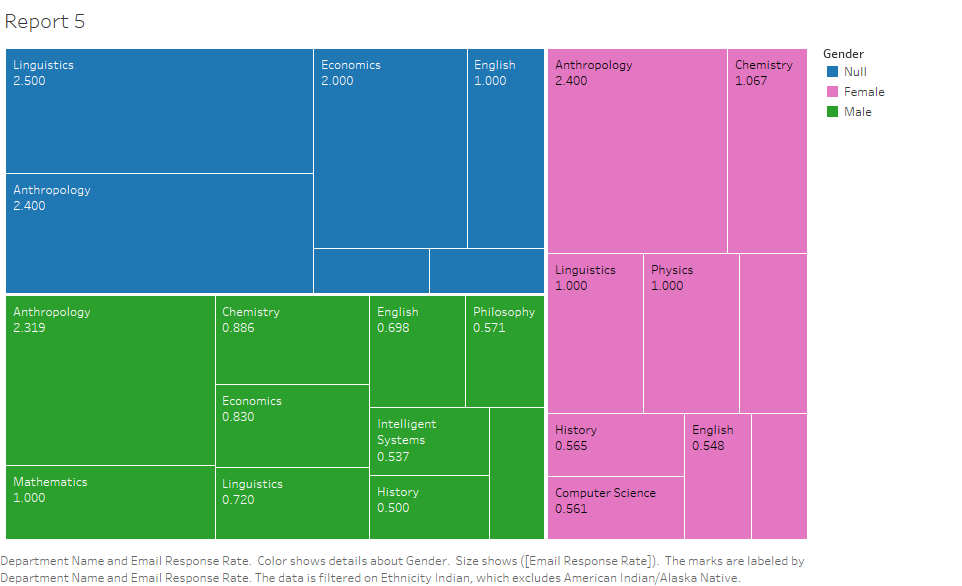 Report 5
Linguistics
2.500
Anthropology
2.400
Economics
2.000
English
1.000
Anthropology
2.319
Mathematics
1.000
Chemistry
0.886
Economics
0.830
Linguistics
0.720
English
0.698
Philosophy
0.571
Intelligent
Systems
0.537
History
0.500
Anthropology
2.400
Chemistry
1.067
Linguistics
1.000
Physics
1.000
History
0.565
Computer Science
0.561
English
0.548
Gender
Null
Female
Male
Department Name and Email Response Rate.  Color shows details about Gender.  Size shows ([Email Response Rate]).  The marks are labeled by
Department Name and Email Response Rate. The data is filtered on Ethnicity Indian, which excludes American Indian/Alaska Native.